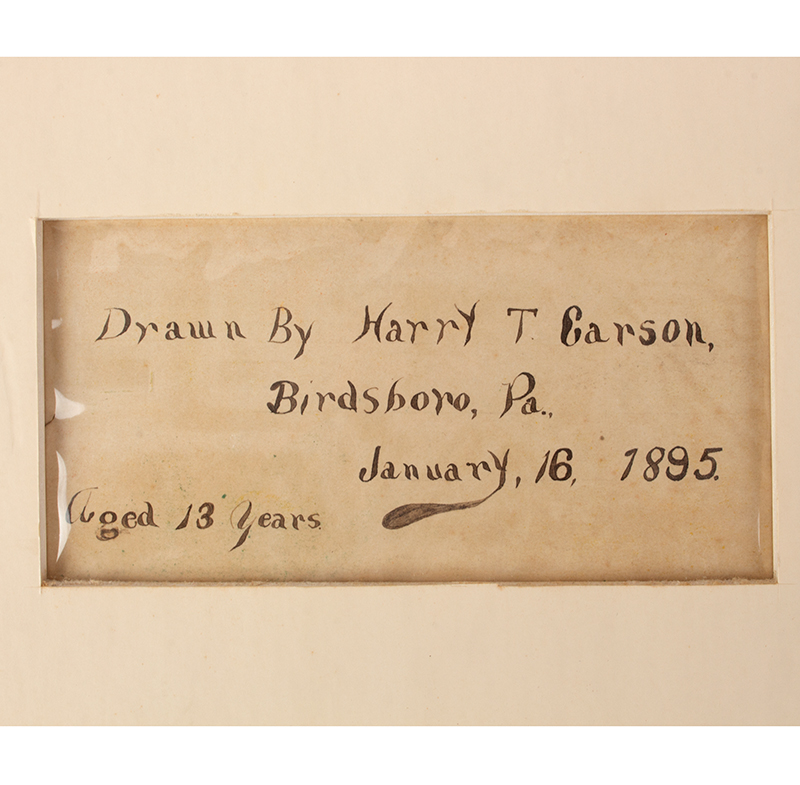 Drawn By Harry T. Carson,
Birdsboro, Pa.,
January, 16, 1895.
Aged 13 Years.